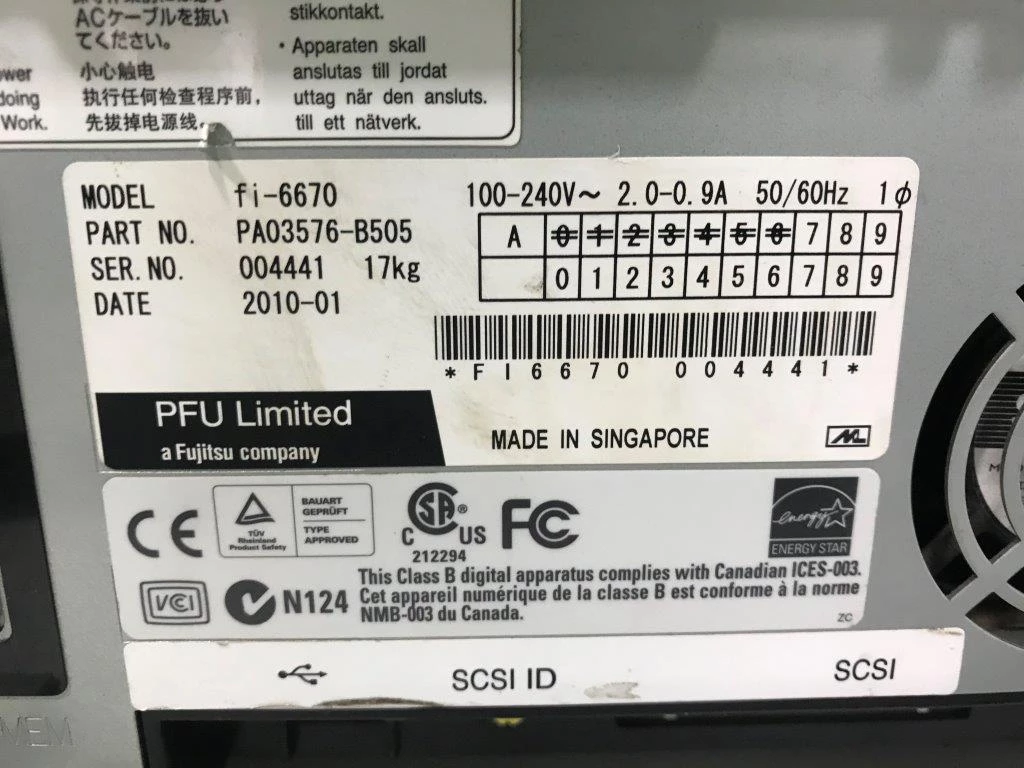 ACケーブルを抜い
てください。
小心触电
执行任何检查程序前，
先拔掉电源线。
doing
Work.
stikkontakt.
• Apparaten skall
anslutas till jordat
uttag när den ansluts.
till ett nätverk.
MODEL fi-6670 100-240V~ 2.0-0.9A 50/60Hz 1φ
PART NO. PA03576-B505
SER.NO. 004441 17kg
DATE 2010-01
A 0 1 2 3 4 5 6 7 8 9
0 1 2 3 4 5 6 7 8 9
*FI6670 004441*
PFU Limited
a Fujitsu company
MADE IN SINGAPORE
CE
TÜV
Rheinland
Product Safety
BAUART
GEPRÜFT
TYPE
APPROVED
C SA® US
212294
FC
energy
ENERGY STAR
VCI
N124
This Class B digital apparatus complies with Canadian ICES-003.
Cet appareil numérique de la classe B est conforme à la norme
NMB-003 du Canada.
ZC
SCSI ID
SCSI
MEM